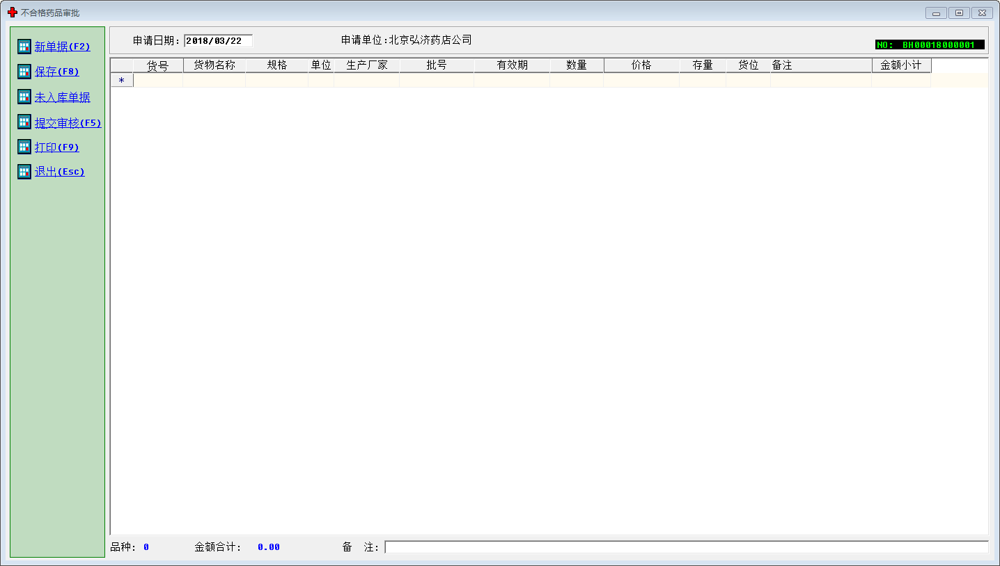 不合格药品审批
新单据(F2)
保存(F8)
未入库单据
提交审核(F5)
打印(F9)
退出(Esc)
申请日期: 2018/03/22 申请单位:北京弘济药店公司 NO: BH00018000001
货号 货物名称 规格 单位 生产厂家 批号 有效期 数量 价格 存量 货位 备注 金额小计
*
品种: 0 金额合计: 0.00 备 注: